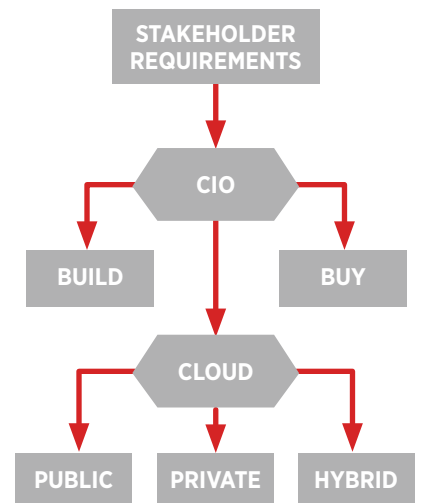 STAKEHOLDER
REQUIREMENTS
CIO
BUILD
BUY
CLOUD
PUBLIC
PRIVATE
HYBRID